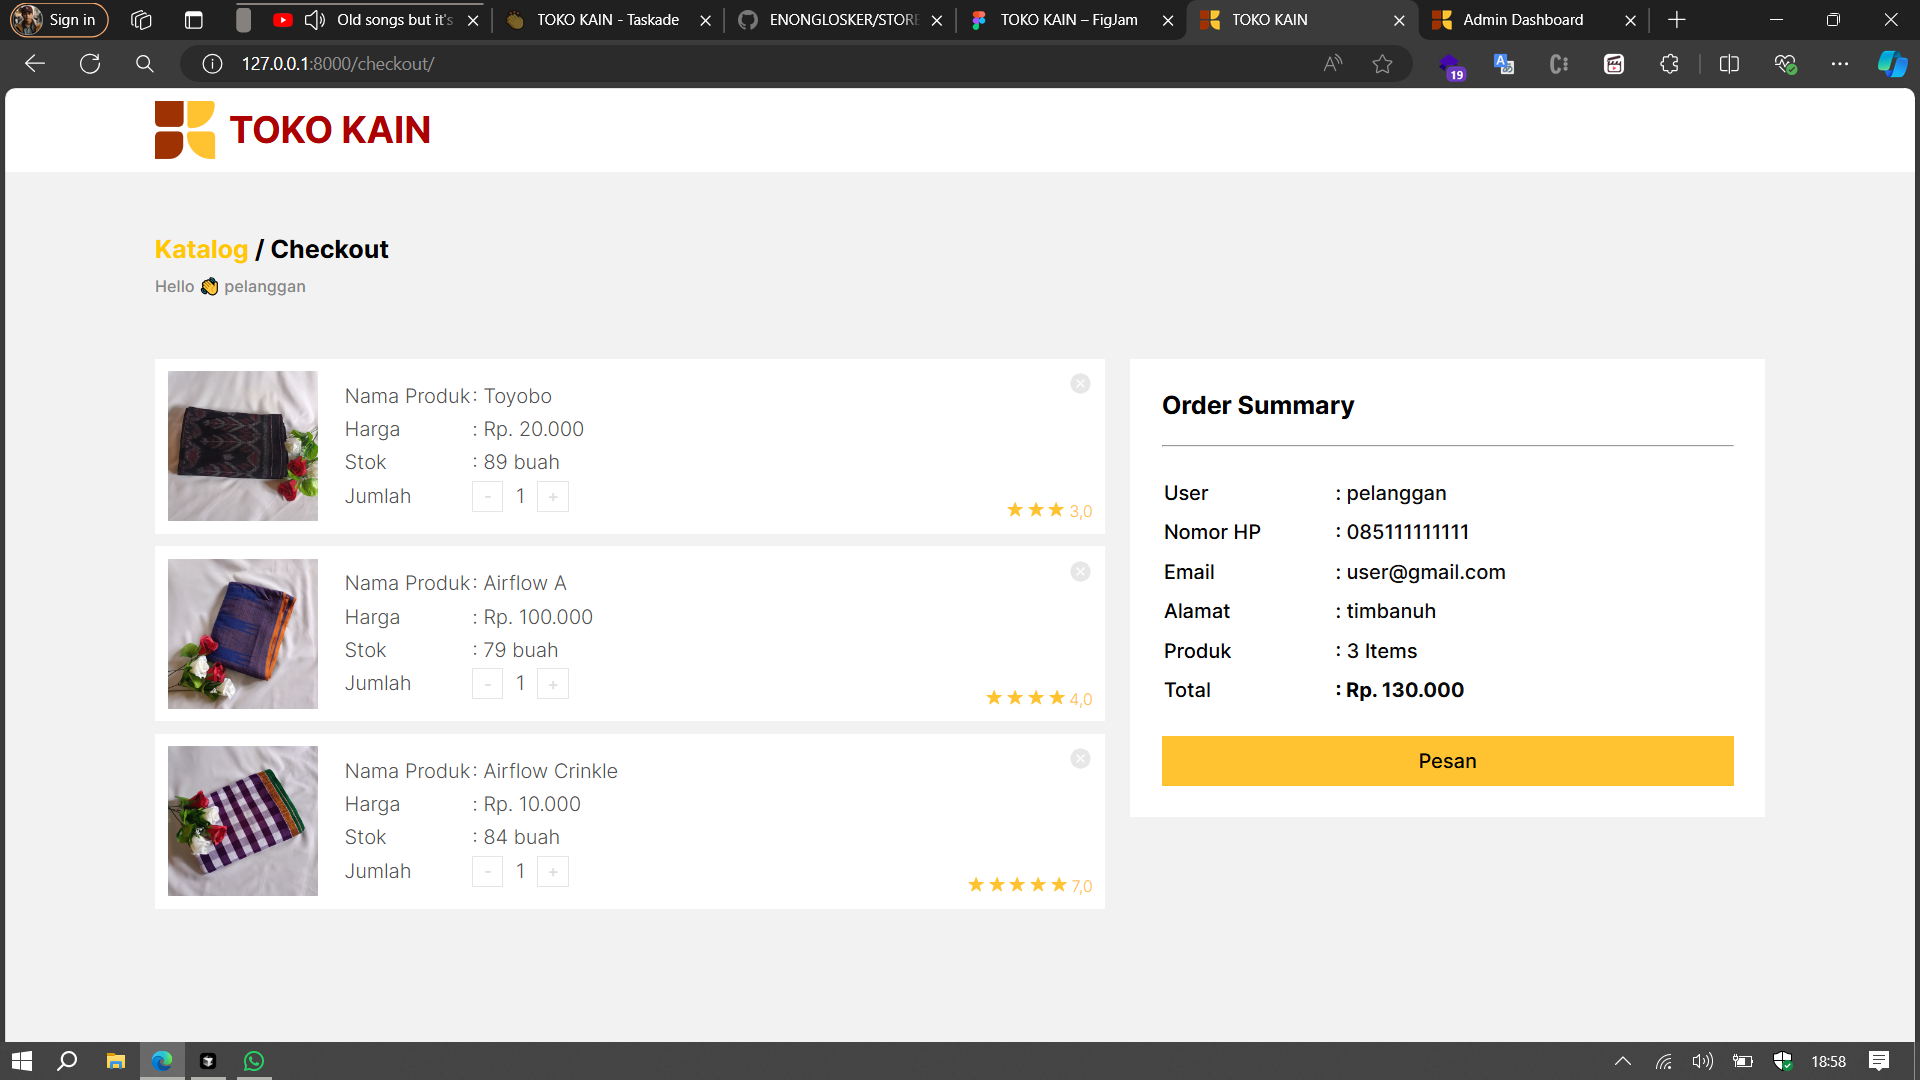 Sign in
Old songs but it's
TOKO KAIN - Taskade
ENONGLOSKER/STORE
TOKO KAIN – FigJam
TOKO KAIN
Admin Dashboard
127.0.0.1:8000/checkout/
19
TOKO KAIN
Katalog / Checkout
Hello 👋 pelanggan
Nama Produk : Toyobo
Harga : Rp. 20.000
Stok : 89 buah
Jumlah - 1 +
3,0
Nama Produk : Airflow A
Harga : Rp. 100.000
Stok : 79 buah
Jumlah - 1 +
4,0
Nama Produk : Airflow Crinkle
Harga : Rp. 10.000
Stok : 84 buah
Jumlah - 1 +
7,0
Order Summary
User : pelanggan
Nomor HP : 085111111111
Email : user@gmail.com
Alamat : timbanuh
Produk : 3 Items
Total : Rp. 130.000
Pesan
18:58